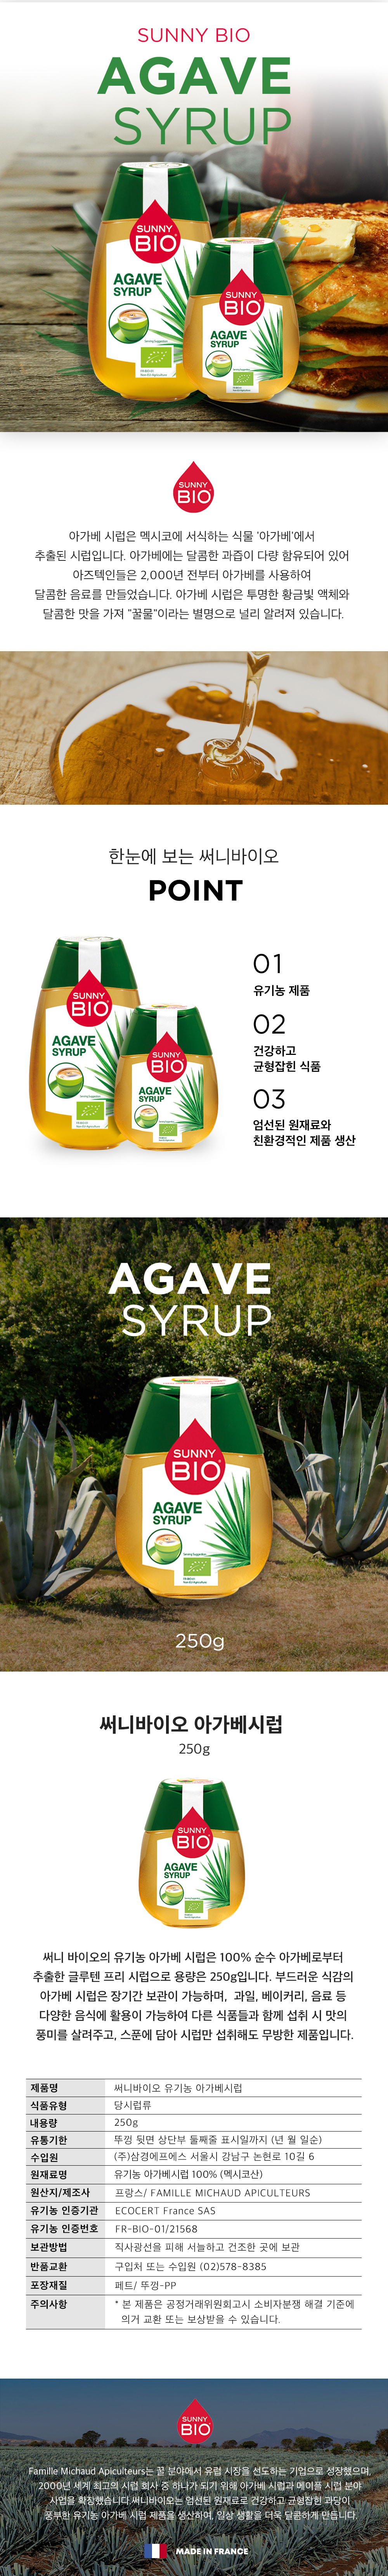 SUNNY BIO
AGAVE
SYRUP
SUNNY
BIO
AGAVE
SYRUP
SUNNY
BIO
AGAVE
SYRUP
SUNNY
BIO
아가베 시럽은 멕시코에 서식하는 식물 '아가베'에서
추출된 시럽입니다. 아가베에는 달콤한 과즙이 다량 함유되어 있어
아즈텍인들은 2,000년 전부터 아가베를 사용하여
달콤한 음료를 만들었습니다. 아가베 시럽은 투명한 황금빛 액체와
달콤한 맛을 가져 "꿀물"이라는 별명으로 널리 알려져 있습니다.
한눈에 보는 써니바이오
POINT
SUNNY
BIO
AGAVE
SYRUP
SUNNY
BIO
AGAVE
SYRUP
01
유기농 제품
02
건강하고
균형잡힌 식품
03
엄선된 원재료와
친환경적인 제품 생산
AGAVE
SYRUP
SUNNY
BIO
AGAVE
SYRUP
250g
써니바이오 아가베시럽
250g
SUNNY
BIO
AGAVE
SYRUP
써니 바이오의 유기농 아가베 시럽은 100% 순수 아가베로부터
추출한 글루텐 프리 시럽으로 용량은 250g입니다. 부드러운 식감의
아가베 시럽은 장기간 보관이 가능하며, 과일, 베이커리, 음료 등
다양한 음식에 활용이 가능하여 다른 식품들과 함께 섭취 시 맛의
풍미를 살려주고, 스푼에 담아 시럽만 섭취해도 무방한 제품입니다.
제품명 써니바이오 유기농 아가베시럽
식품유형 당시럽류
내용량 250g
유통기한 뚜껑 뒷면 상단부 둘째줄 표시일까지 (년 월 일순)
수입원 (주)삼경에프에스 서울시 강남구 논현로 10길 6
원재료명 유기농 아가베시럽 100% (멕시코산)
원산지/제조사 프랑스/ FAMILLE MICHAUD APICULTEURS
유기농 인증기관 ECOCERT France SAS
유기농 인증번호 FR-BIO-01/21568
보관방법 직사광선을 피해 서늘하고 건조한 곳에 보관
반품교환 구입처 또는 수입원 (02)578-8385
포장재질 페트/ 뚜껑-PP
주의사항 * 본 제품은 공정거래위원회고시 소비자분쟁 해결 기준에
의거 교환 또는 보상받을 수 있습니다.
SUNNY
BIO
Famille Michaud Apiculteurs는 꿀 분야에서 유럽 시장을 선도하는 기업으로 성장했으며,
2000년 세계 최고의 시럽 회사 중 하나가 되기 위해 아가베 시럽과 메이플 시럽 분야
사업을 확장했습니다.써니바이오는 엄선된 원재료로 건강하고 균형잡힌 과당이
풍부한 유기농 아가베 시럽 제품을 생산하여, 일상 생활을 더욱 달콤하게 만듭니다.
MADE IN FRANCE